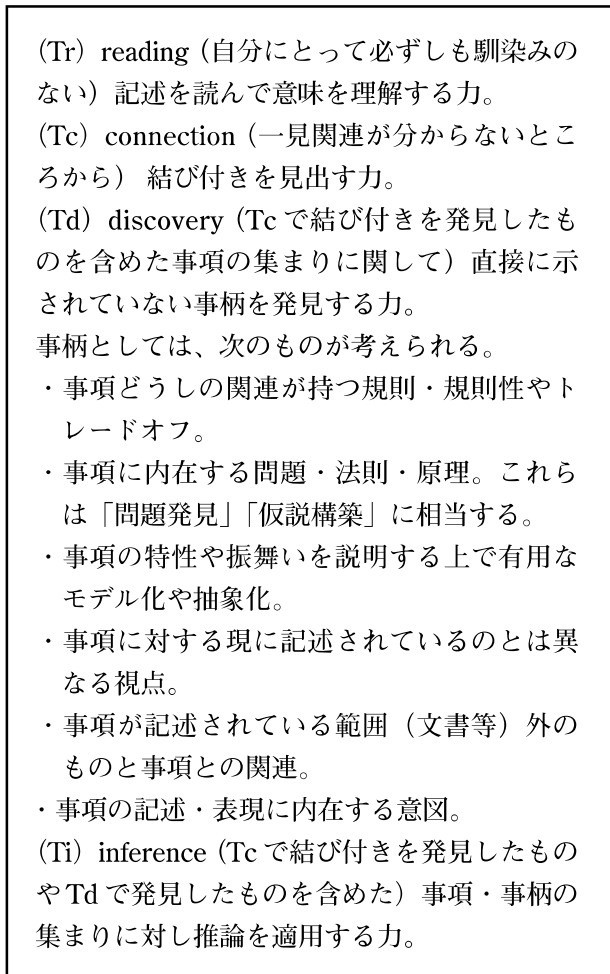 (Tr) reading（自分にとって必ずしも馴染みの
ない）記述を読んで意味を理解する力。
(Tc) connection（一見関連が分からないとこ
ろから） 結び付きを見出す力。
(Td) discovery（Tc で結び付きを発見したも
のを含めた事項の集まりに関して）直接に示
されていない事柄を発見する力。
事柄としては、次のものが考えられる。
・事項どうしの関連が持つ規則・規則性やト
レードオフ。
・事項に内在する問題・法則・原理。これら
は「問題発見」「仮説構築」に相当する。
・事項の特性や振舞いを説明する上で有用な
モデル化や抽象化。
・事項に対する現に記述されているのとは異
なる視点。
・事項が記述されている範囲（文書等）外の
ものと事項との関連。
・事項の記述・表現に内在する意図。
(Ti) inference（Tc で結び付きを発見したもの
や Td で発見したものを含めた）事項・事柄の
集まりに対し推論を適用する力。